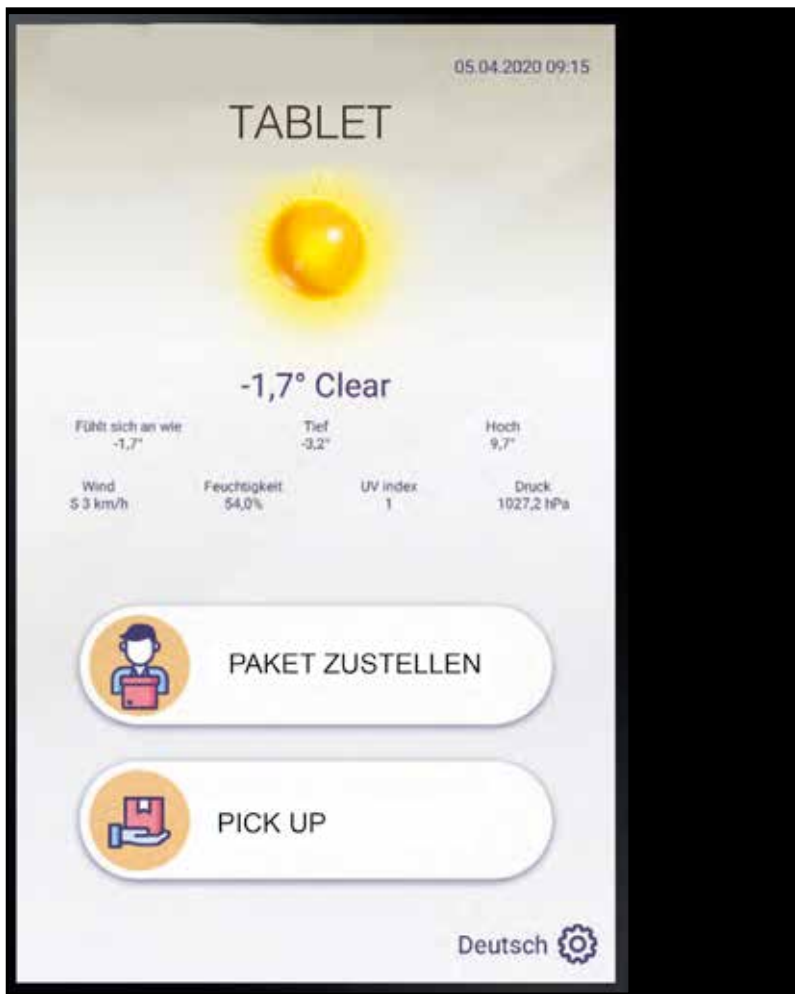 05.04.2020 09:15
TABLET
-1,7° Clear
Fühlt sich an wie Tief Hoch
-1,7° -3,2° 9,7°
Wind Feuchtigkeit UV index Druck
S 3 km/h 54,0% 1 1027,2 hPa
PAKET ZUSTELLEN
PICK UP
Deutsch